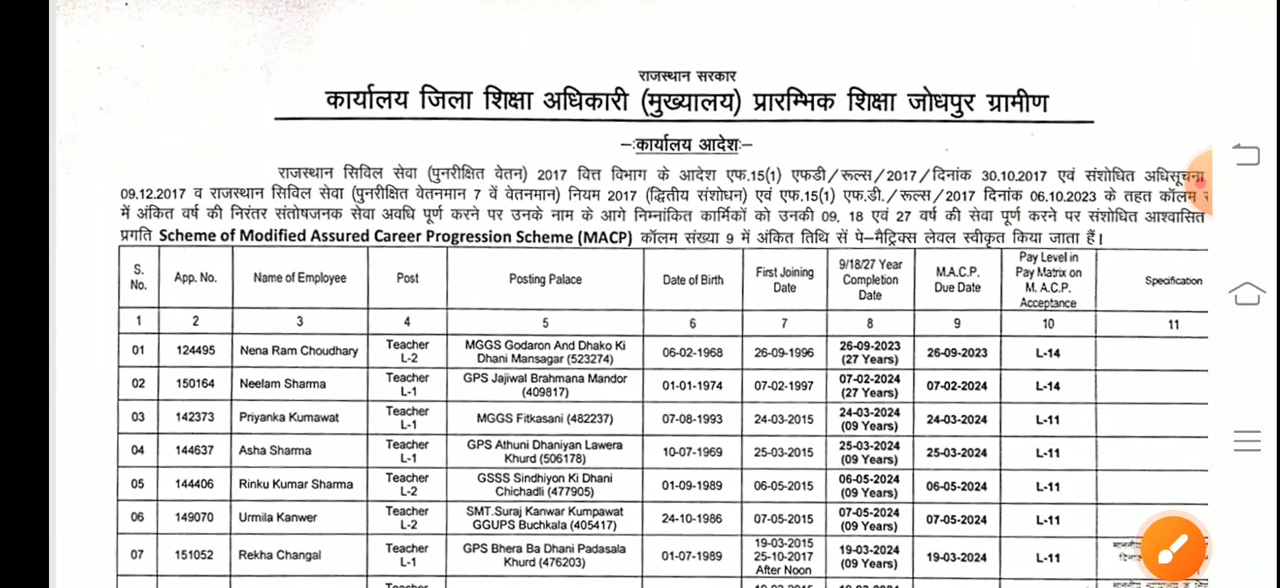 राजस्थान सरकार
कार्यालय जिला शिक्षा अधिकारी (मुख्यालय) प्रारम्भिक शिक्षा जोधपुर ग्रामीण
–:कार्यालय आदेश:–
राजस्थान सिविल सेवा (पुनरीक्षित वेतन) 2017 वित्त विभाग के आदेश एफ.15(1) एफडी/रूल्स/2017/दिनांक 30.10.2017 एवं संशोधित अधिसूचना
09.12.2017 व राजस्थान सिविल सेवा (पुनरीक्षित वेतनमान 7 वें वेतनमान) नियम 2017 (द्वितीय संशोधन) एवं एफ.15(1) एफ.डी./रूल्स/2017 दिनांक 06.10.2023 के तहत कॉलम
में अंकित वर्ष की निरंतर संतोषजनक सेवा अवधि पूर्ण करने पर उनके नाम के आगे निम्नांकित कार्मिकों को उनकी 09, 18 एवं 27 वर्ष की सेवा पूर्ण करने पर संशोधित आश्वासित
प्रगति Scheme of Modified Assured Career Progression Scheme (MACP) कॉलम संख्या 9 में अंकित तिथि सें पे–मैट्रिक्स लेवल स्वीकृत किया जाता हैं।
S. No. App. No. Name of Employee Post Posting Palace Date of Birth First Joining Date 9/18/27 Year Completion Date M.A.C.P. Due Date Pay Level in Pay Matrix on M. A.C.P. Acceptance Specification
1 2 3 4 5 6 7 8 9 10 11
01 124495 Nena Ram Choudhary Teacher L-2 MGGS Godaron And Dhako Ki Dhani Mansagar (523274) 06-02-1968 26-09-1996 26-09-2023 (27 Years) 26-09-2023 L-14
02 150164 Neelam Sharma Teacher L-1 GPS Jajiwal Brahmana Mandor (409817) 01-01-1974 07-02-1997 07-02-2024 (27 Years) 07-02-2024 L-14
03 142373 Priyanka Kumawat Teacher L-1 MGGS Fitkasani (482237) 07-08-1993 24-03-2015 24-03-2024 (09 Years) 24-03-2024 L-11
04 144637 Asha Sharma Teacher L-1 GPS Athuni Dhaniyan Lawera Khurd (506178) 10-07-1969 25-03-2015 25-03-2024 (09 Years) 25-03-2024 L-11
05 144406 Rinku Kumar Sharma Teacher L-2 GSSS Sindhiyon Ki Dhani Chichadli (477905) 01-09-1989 06-05-2015 06-05-2024 (09 Years) 06-05-2024 L-11
06 149070 Urmila Kanwer Teacher L-2 SMT.Suraj Kanwar Kumpawat GGUPS Buchkala (405417) 24-10-1986 07-05-2015 07-05-2024 (09 Years) 07-05-2024 L-11
07 151052 Rekha Changal Teacher L-1 GPS Bhera Ba Dhani Padasala Khurd (476203) 01-07-1989 19-03-2015 25-10-2017 After Noon 19-03-2024 (09 Years) 19-03-2024 L-11